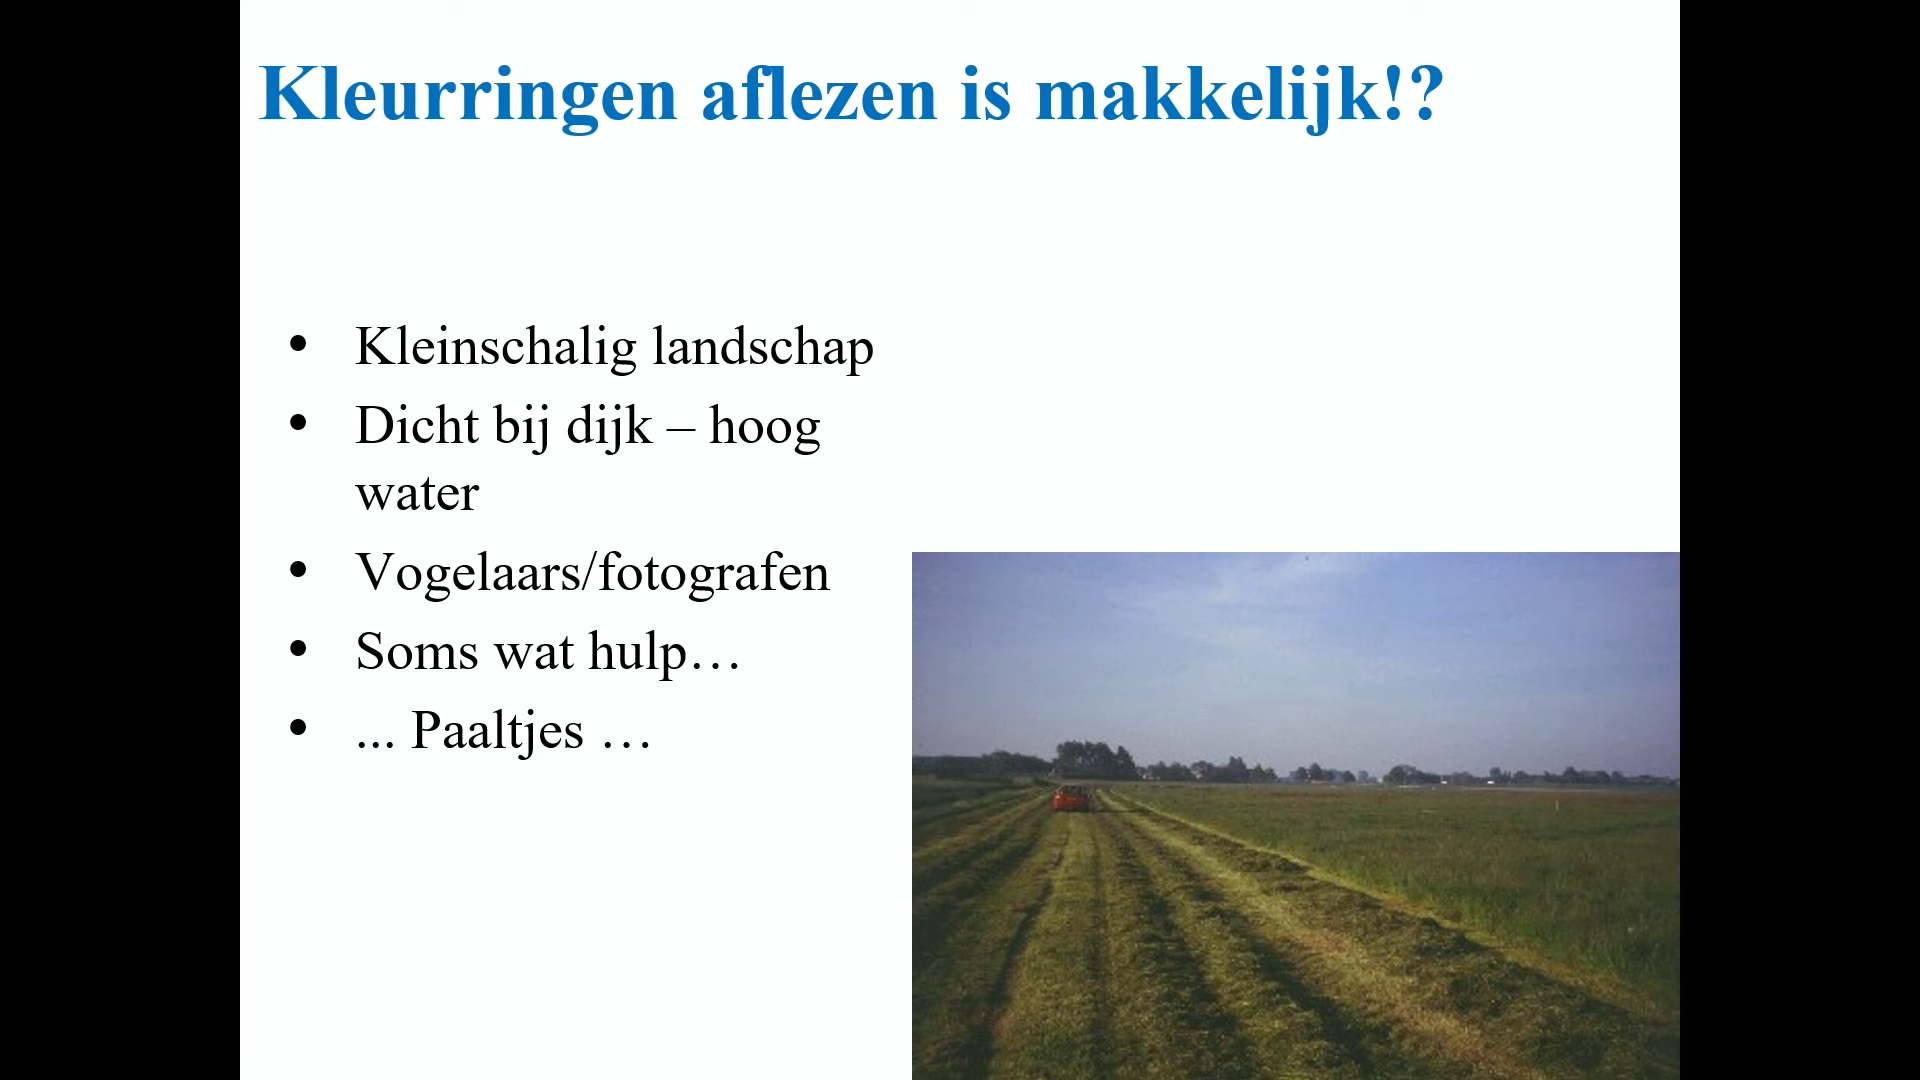 Kleurringen aflezen is makkelijk!?
• Kleinschalig landschap
• Dicht bij dijk – hoog
water
• Vogelaars/fotografen
• Soms wat hulp…
• ... Paaltjes …